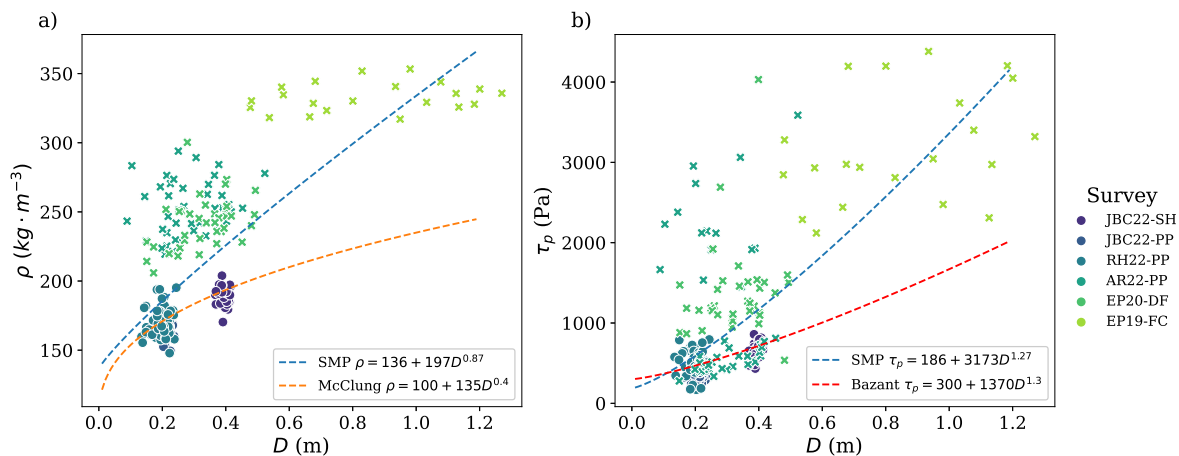 a)
350
300
250
200
150
ρ (kg · m⁻³)
0.0 0.2 0.4 0.6 0.8 1.0 1.2
D (m)
SMP ρ = 136 + 197D^0.87
McClung ρ = 100 + 135D^0.4
b)
4000
3000
2000
1000
0
τₚ (Pa)
0.0 0.2 0.4 0.6 0.8 1.0 1.2
D (m)
SMP τₚ = 186 + 3173D^1.27
Bazant τₚ = 300 + 1370D^1.3
Survey
JBC22-SH
JBC22-PP
RH22-PP
AR22-PP
EP20-DF
EP19-FC